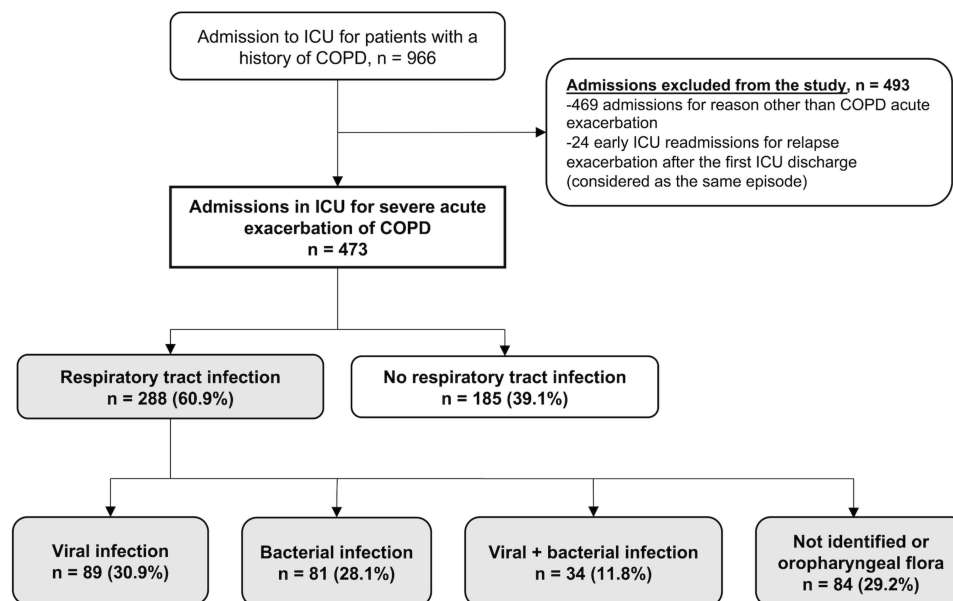 Admission to ICU for patients with a
history of COPD, n = 966
Admissions excluded from the study, n = 493
-469 admissions for reason other than COPD acute
exacerbation
-24 early ICU readmissions for relapse
exacerbation after the first ICU discharge
(considered as the same episode)
Admissions in ICU for severe acute
exacerbation of COPD
n = 473
Respiratory tract infection
n = 288 (60.9%)
No respiratory tract infection
n = 185 (39.1%)
Viral infection
n = 89 (30.9%)
Bacterial infection
n = 81 (28.1%)
Viral + bacterial infection
n = 34 (11.8%)
Not identified or
oropharyngeal flora
n = 84 (29.2%)